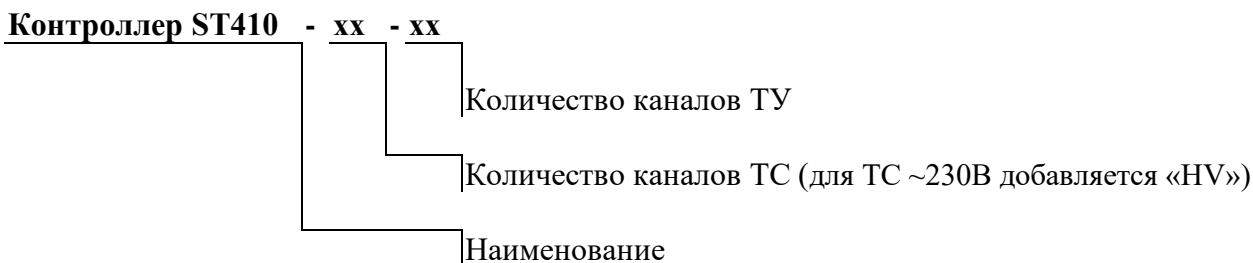 Контроллер ST410 - xx - xx
Количество каналов ТУ
Количество каналов ТС (для ТС ~230В добавляется «HV»)
Наименование